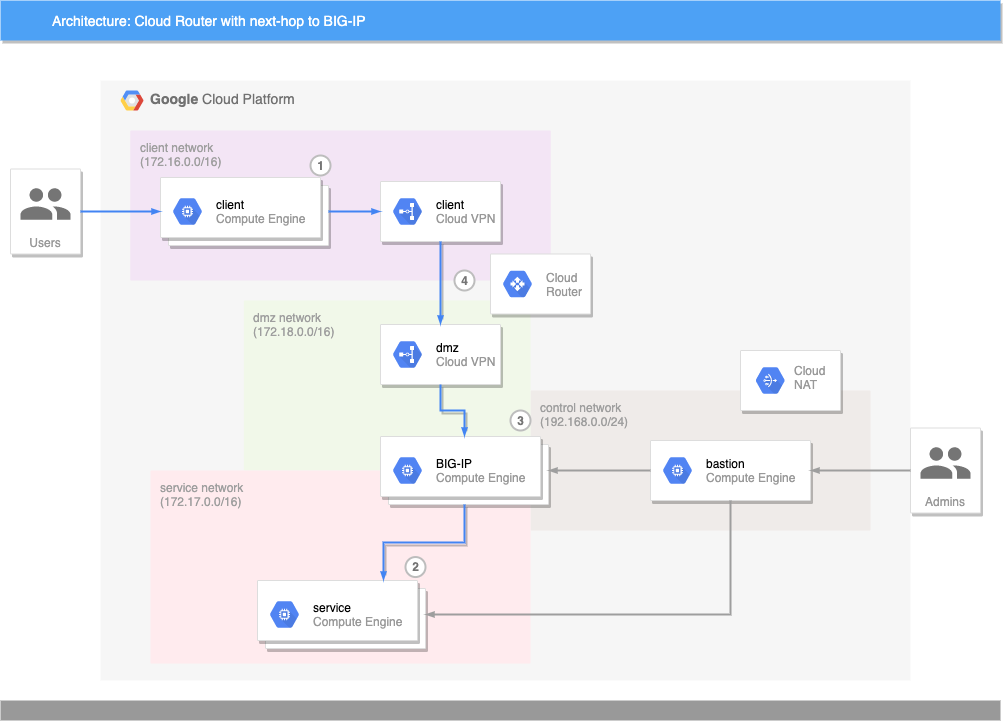 Architecture: Cloud Router with next-hop to BIG-IP
Google Cloud Platform
client network
(172.16.0.0/16)
1
client
Compute Engine
client
Cloud VPN
Users
4
Cloud
Router
dmz network
(172.18.0.0/16)
dmz
Cloud VPN
Cloud
NAT
3
control network
(192.168.0.0/24)
BIG-IP
Compute Engine
bastion
Compute Engine
Admins
service network
(172.17.0.0/16)
2
service
Compute Engine